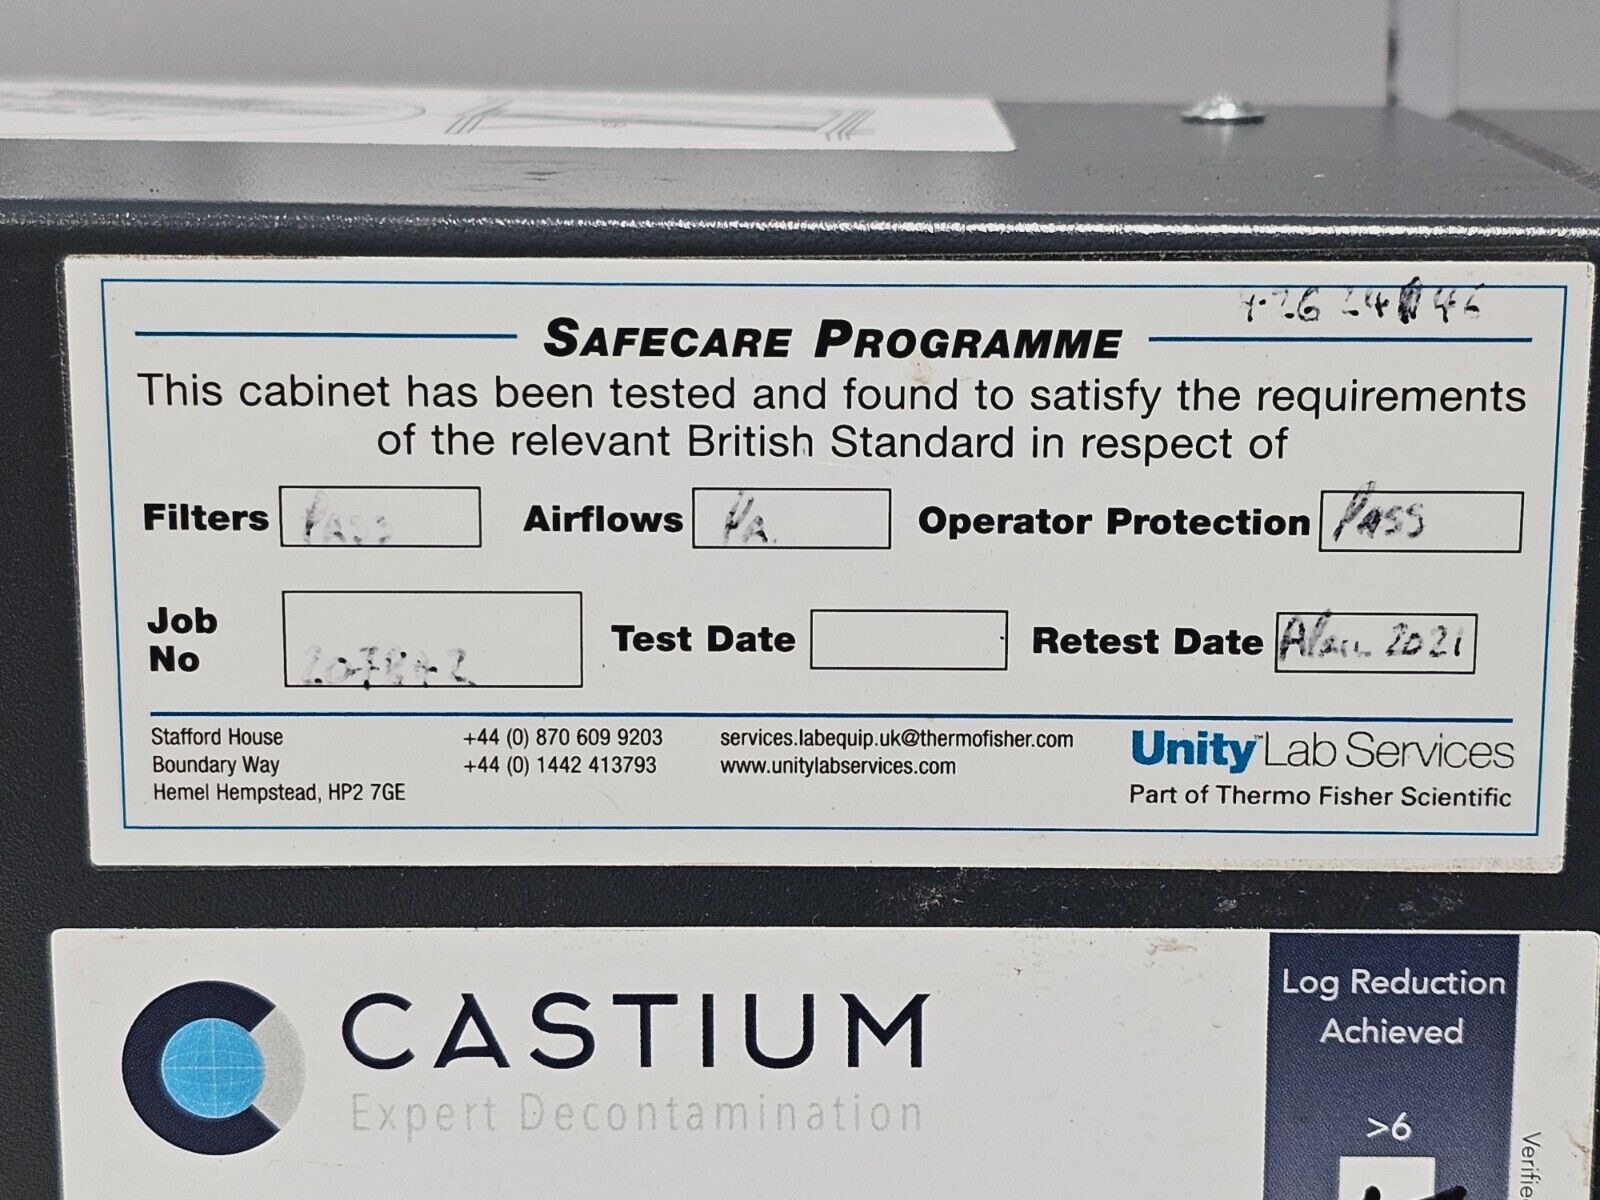 SAFECARE PROGRAMME
This cabinet has been tested and found to satisfy the requirements
of the relevant British Standard in respect of
Filters Pass Airflows Operator Protection Pass
Job
No
Test Date Retest Date 2021
Stafford House +44 (0) 870 609 9203 services.labequip.uk@thermofisher.com
Boundary Way +44 (0) 1442 413793 www.unitylabservices.com
Hemel Hempstead, HP2 7GE
Unity™ Lab Services
Part of Thermo Fisher Scientific
CASTIUM
Expert Decontamination
Log Reduction
Achieved
>6